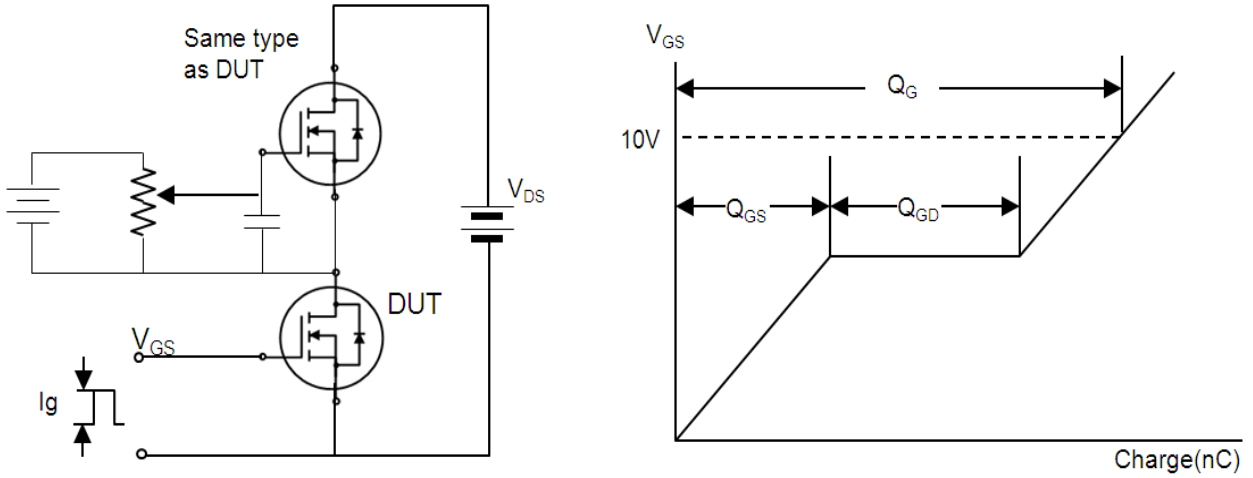 Same type
as DUT
VDS
DUT
VGS
Ig
VGS
QG
10V
QGS
QGD
Charge(nC)